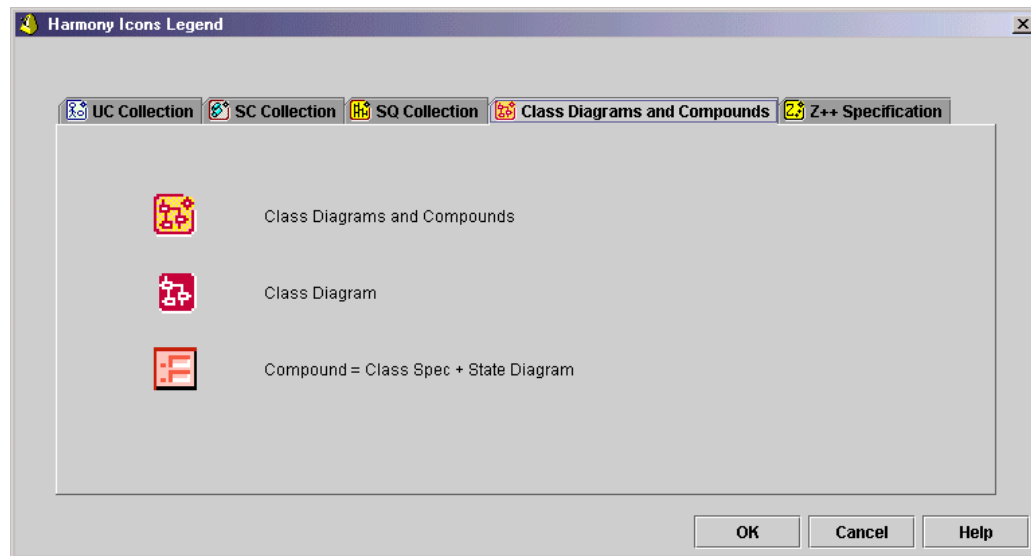 Harmony Icons Legend
UC Collection SC Collection SQ Collection Class Diagrams and Compounds Z++ Specification
Class Diagrams and Compounds
Class Diagram
Compound = Class Spec + State Diagram
OK Cancel Help